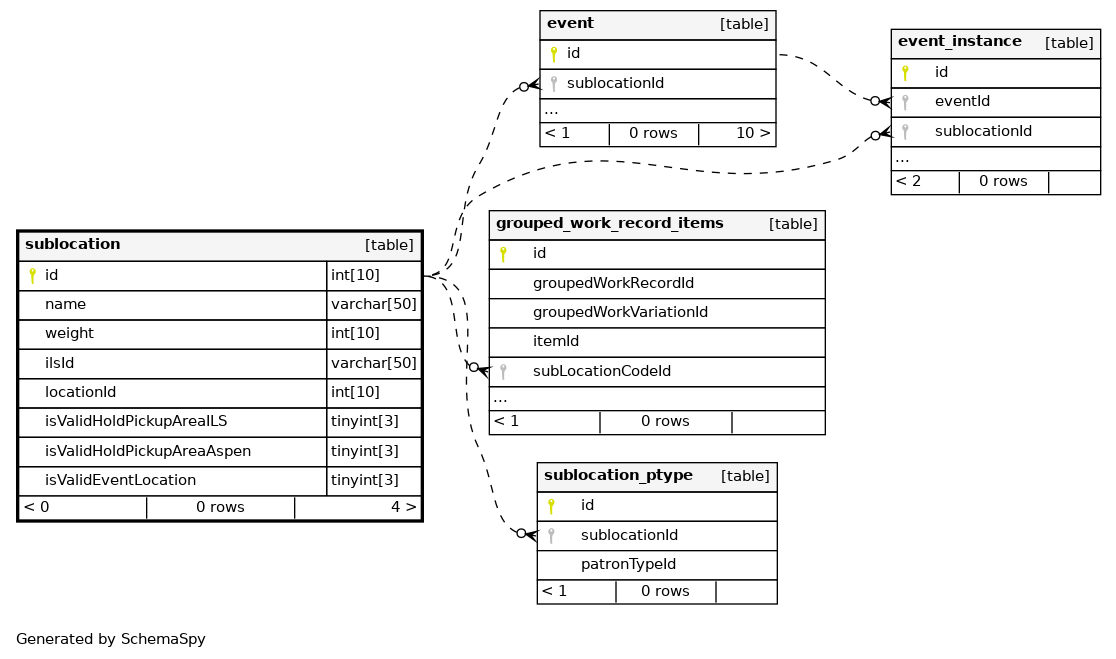 event [table]
id
sublocationId
...
< 1 0 rows 10 >
event_instance [table]
id
eventId
sublocationId
...
< 2 0 rows
grouped_work_record_items [table]
id
groupedWorkRecordId
groupedWorkVariationId
itemId
subLocationCodeId
...
< 1 0 rows
sublocation [table]
id int[10]
name varchar[50]
weight int[10]
ilsId varchar[50]
locationId int[10]
isValidHoldPickupAreaILS tinyint[3]
isValidHoldPickupAreaAspen tinyint[3]
isValidEventLocation tinyint[3]
< 0 0 rows 4 >
sublocation_ptype [table]
id
sublocationId
patronTypeId
< 1 0 rows
Generated by SchemaSpy